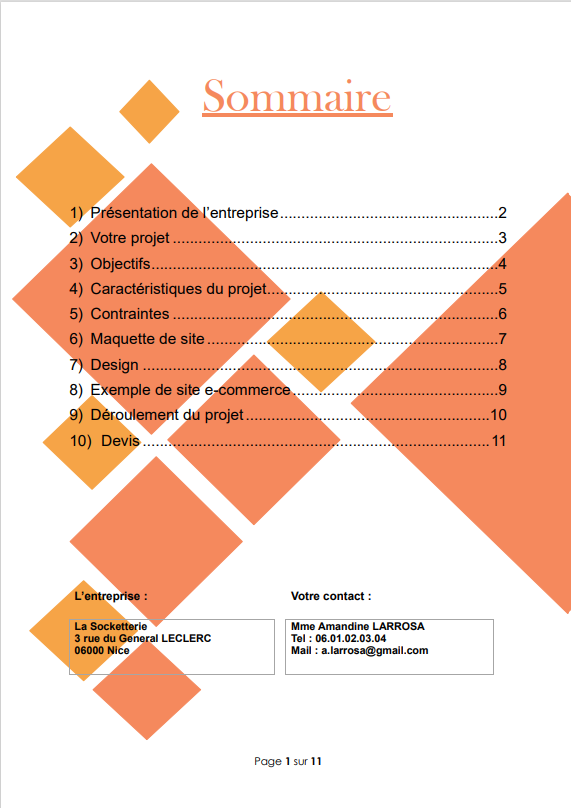 Sommaire
1) Présentation de l’entreprise..................................................2
2) Votre projet ..........................................................................3
3) Objectifs...............................................................................4
4) Caractéristiques du projet.....................................................5
5) Contraintes ..........................................................................6
6) Maquette de site ..................................................................7
7) Design .................................................................................8
8) Exemple de site e-commerce...............................................9
9) Déroulement du projet ........................................................10
10) Devis ................................................................................11
L’entreprise :
La Socketterie
3 rue du General LECLERC
06000 Nice
Votre contact :
Mme Amandine LARROSA
Tel : 06.01.02.03.04
Mail : a.larrosa@gmail.com
Page 1 sur 11